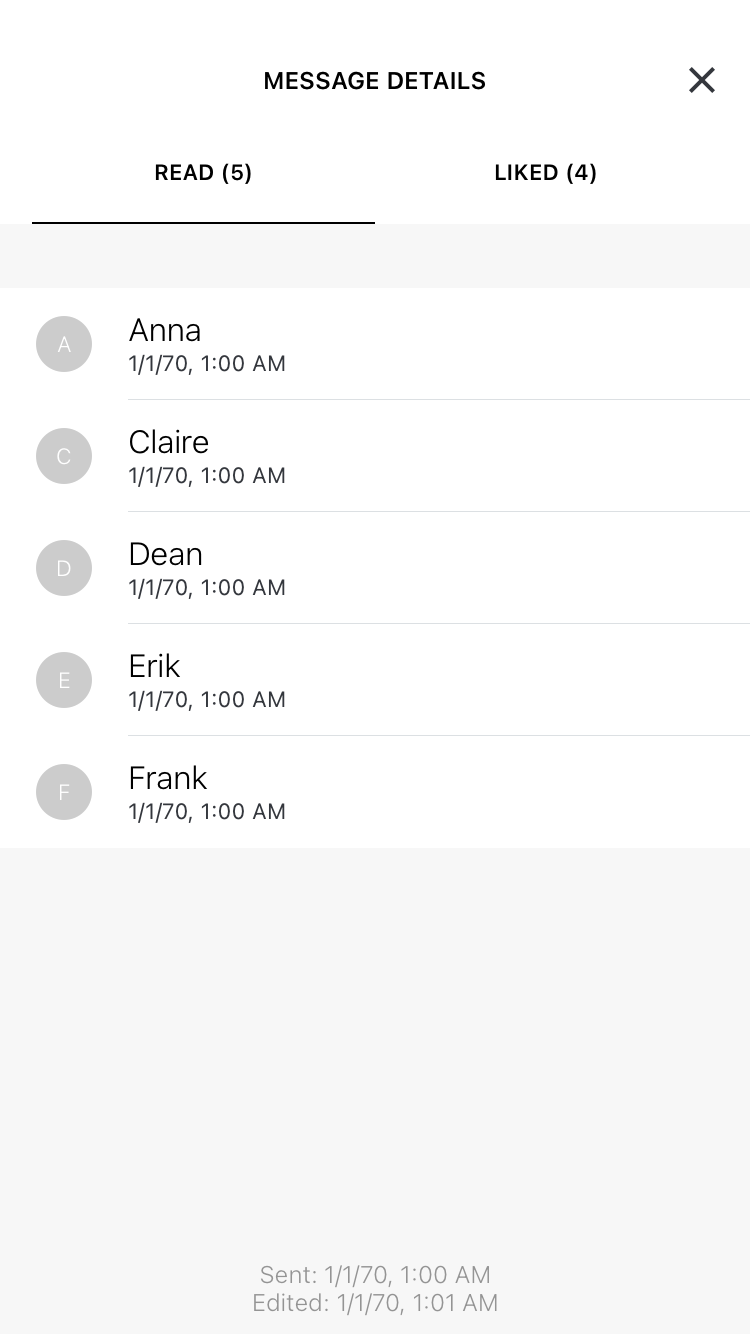 MESSAGE DETAILS
READ (5)
LIKED (4)
A
Anna
1/1/70, 1:00 AM
C
Claire
1/1/70, 1:00 AM
D
Dean
1/1/70, 1:00 AM
E
Erik
1/1/70, 1:00 AM
F
Frank
1/1/70, 1:00 AM
Sent: 1/1/70, 1:00 AM
Edited: 1/1/70, 1:01 AM